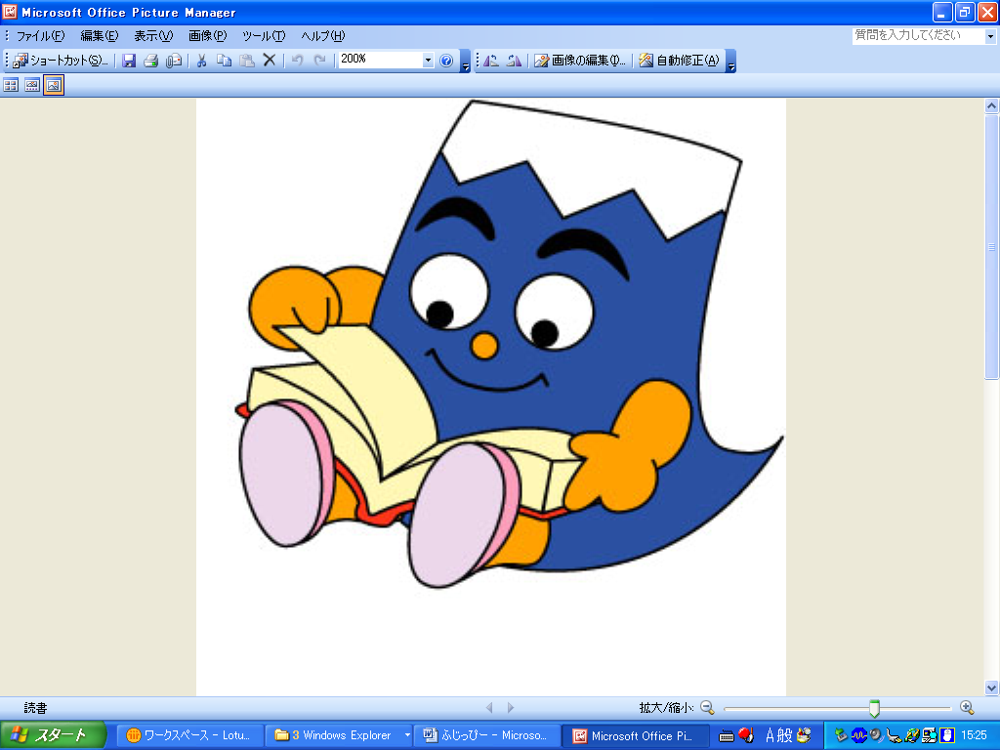 Microsoft Office Picture Manager
ファイル(F) 編集(E) 表示(V) 画像(P) ツール(T) ヘルプ(H) 質問を入力してください
ショートカット(S)... 200% 画像の編集(I)... 自動修正(A)
読書 拡大/縮小:
スタート ワークスペース - Lotu... 3 Windows Explorer ふじっぴー - Microso... Microsoft Office Pi... A 般 15:25